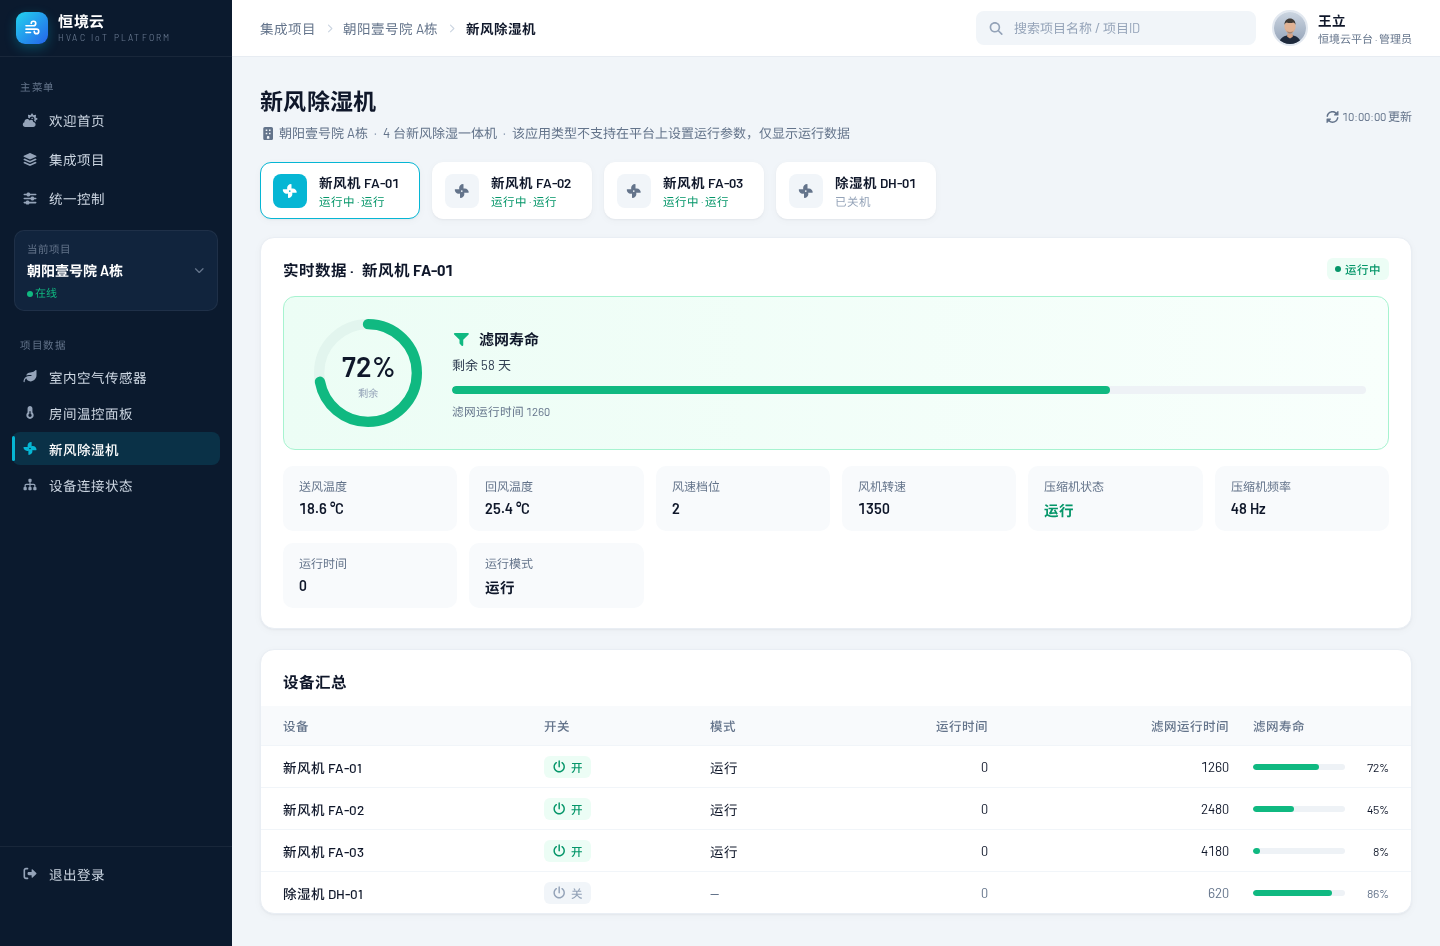 恒境云
HVAC IoT PLATFORM
主菜单
欢迎首页
集成项目
统一控制
当前项目
朝阳壹号院 A栋
在线
项目数据
室内空气传感器
房间温控面板
新风除湿机
设备连接状态
退出登录
集成项目 朝阳壹号院 A栋 新风除湿机
搜索项目名称 / 项目ID
王立
恒境云平台 · 管理员
新风除湿机
朝阳壹号院 A栋 · 4 台新风除湿一体机 · 该应用类型不支持在平台上设置运行参数，仅显示运行数据
10:00:00 更新
新风机 FA-01
运行中 · 运行
新风机 FA-02
运行中 · 运行
新风机 FA-03
运行中 · 运行
除湿机 DH-01
已关机
实时数据 · 新风机 FA-01
运行中
72%
剩余
滤网寿命
剩余 58 天
滤网运行时间 1260
送风温度
18.6 °C
回风温度
25.4 °C
风速档位
2
风机转速
1350
压缩机状态
运行
压缩机频率
48 Hz
运行时间
0
运行模式
运行
设备汇总
设备 开关 模式 运行时间 滤网运行时间 滤网寿命
新风机 FA-01 开 运行 0 1260 72%
新风机 FA-02 开 运行 0 2480 45%
新风机 FA-03 开 运行 0 4180 8%
除湿机 DH-01 关 — 0 620 86%